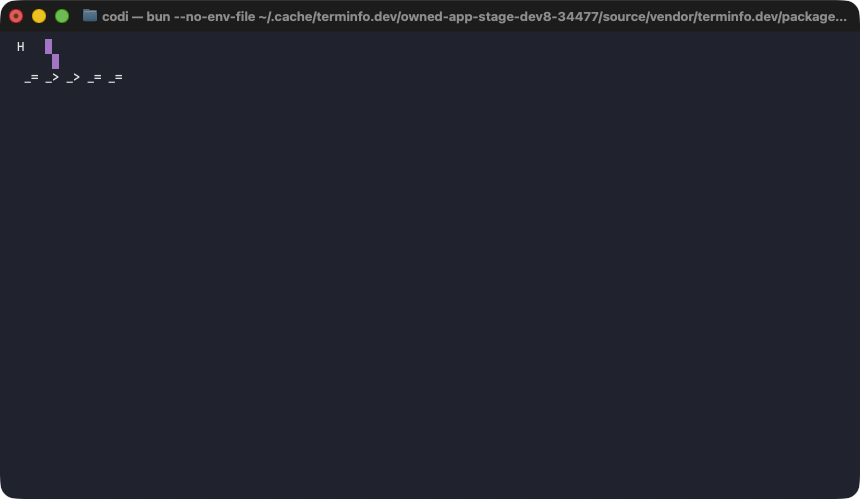 codi — bun --no-env-file ~/.cache/terminfo.dev/owned-app-stage-dev8-34477/source/vendor/terminfo.dev/package...
H
_= _> _> _= _=